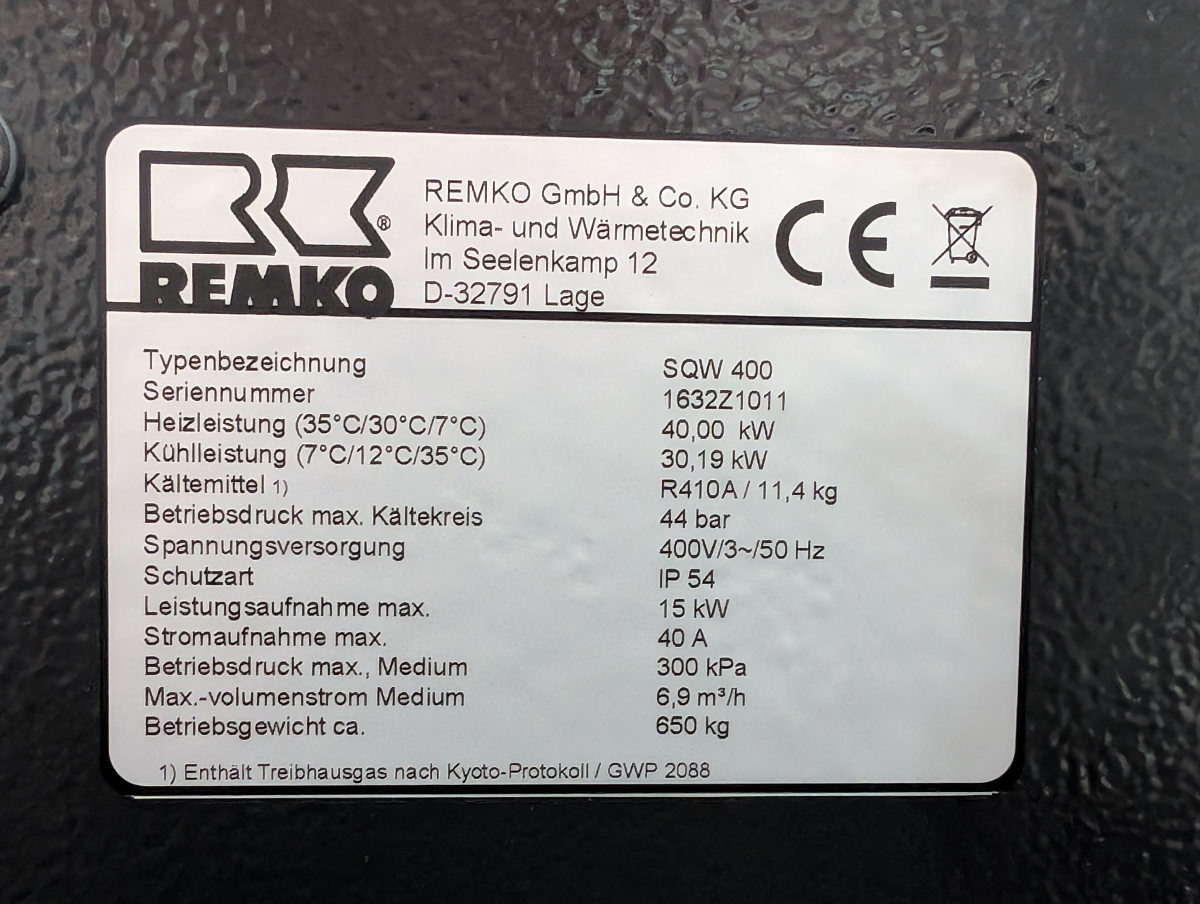 REMKO ®
REMKO GmbH & Co. KG
Klima- und Wärmetechnik
Im Seelenkamp 12
D-32791 Lage
CE
Typenbezeichnung SQW 400
Seriennummer 1632Z1011
Heizleistung (35°C/30°C/7°C) 40,00 kW
Kühlleistung (7°C/12°C/35°C) 30,19 kW
Kältemittel 1) R410A / 11,4 kg
Betriebsdruck max. Kältekreis 44 bar
Spannungsversorgung 400V/3~/50 Hz
Schutzart IP 54
Leistungsaufnahme max. 15 kW
Stromaufnahme max. 40 A
Betriebsdruck max., Medium 300 kPa
Max.-volumenstrom Medium 6,9 m³/h
Betriebsgewicht ca. 650 kg
1) Enthält Treibhausgas nach Kyoto-Protokoll / GWP 2088